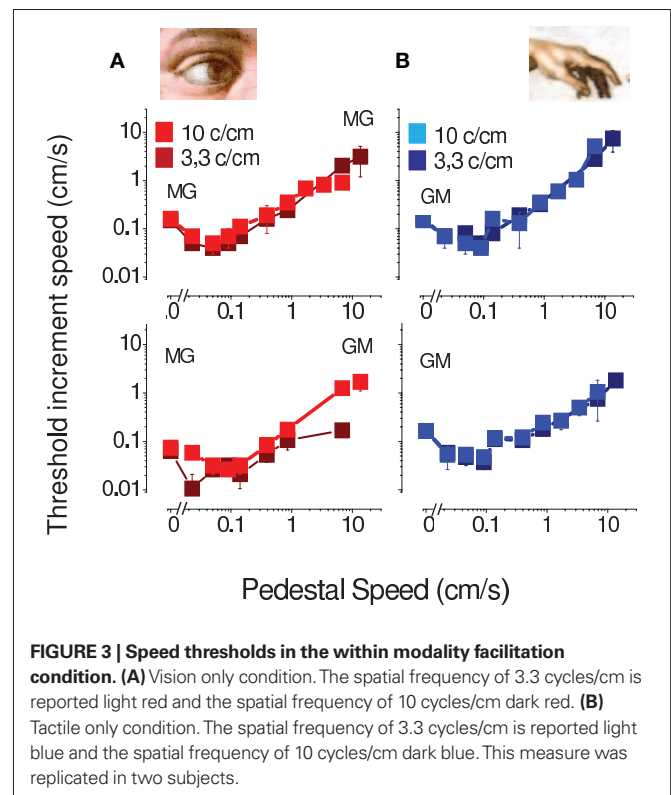 A
B
10 c/cm
3,3 c/cm
MG
MG
10
1
0.1
0.01
0
0.1
1
10
10 c/cm
3,3 c/cm
GM
MG
0
0.1
1
10
MG
GM
10
1
0.1
0.01
0
0.1
1
10
GM
0
0.1
1
10
Threshold increment speed (cm/s)
Pedestal Speed (cm/s)
FIGURE 3 | Speed thresholds in the within modality facilitation
condition. (A) Vision only condition. The spatial frequency of 3.3 cycles/cm is
reported light red and the spatial frequency of 10 cycles/cm dark red. (B)
Tactile only condition. The spatial frequency of 3.3 cycles/cm is reported light
blue and the spatial frequency of 10 cycles/cm dark blue. This measure was
replicated in two subjects.